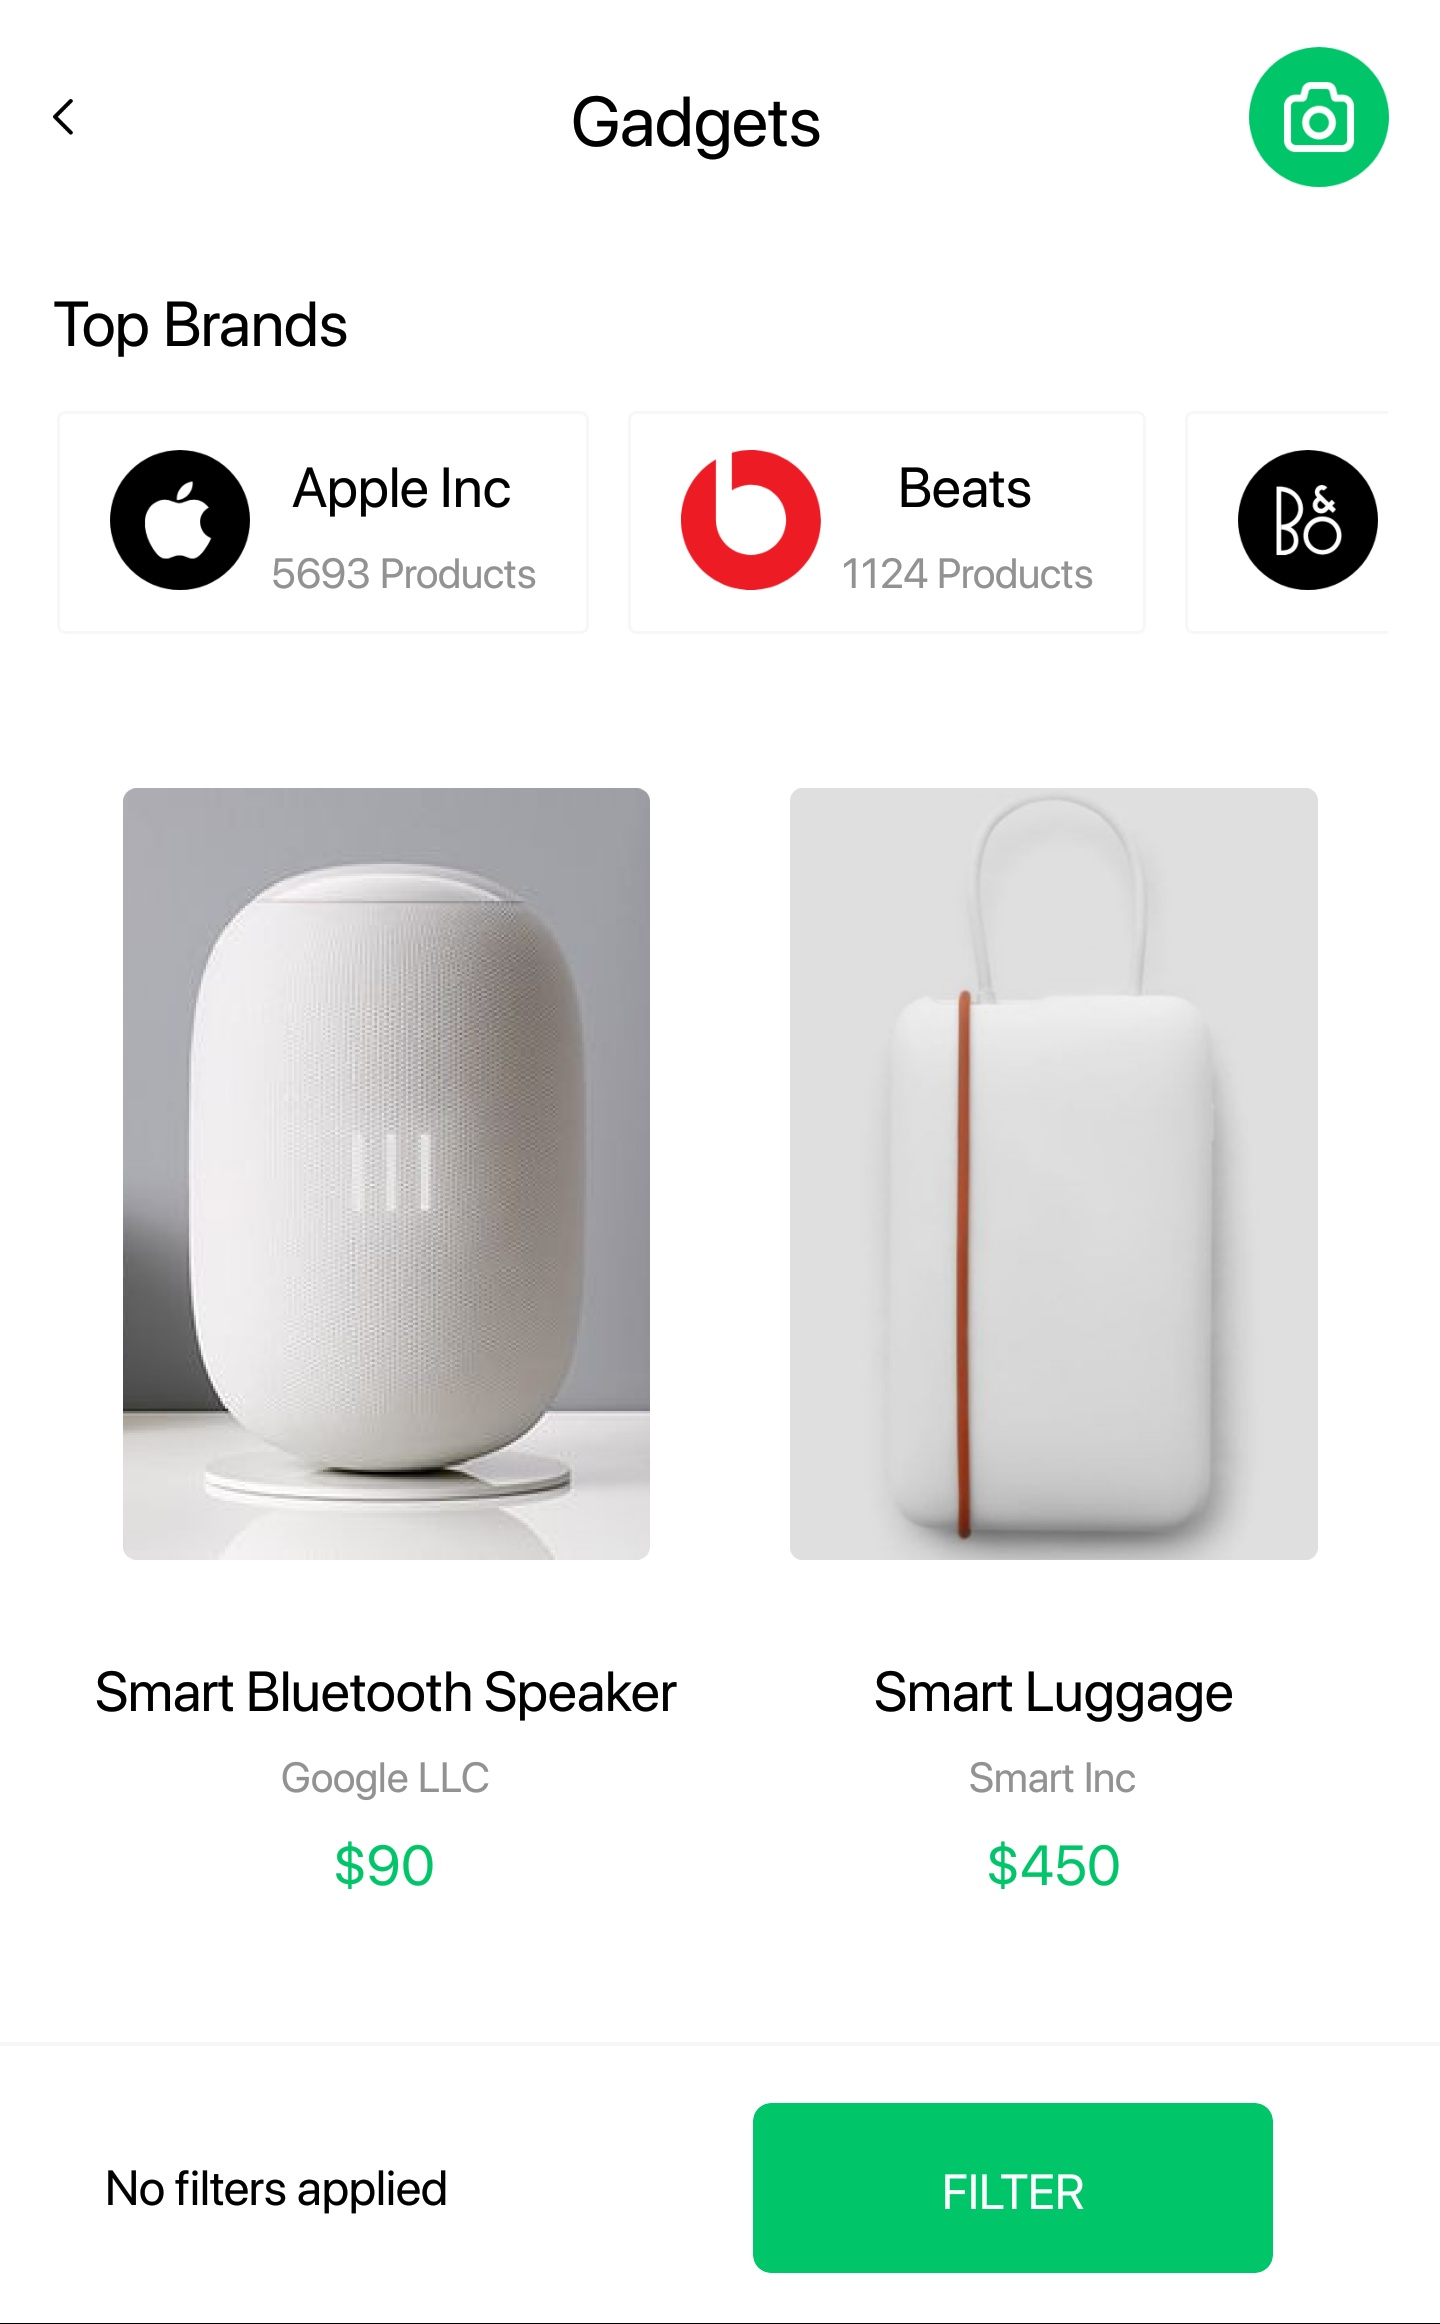 Gadgets
Top Brands
Apple Inc
5693 Products
Beats
1124 Products
B&O
Smart Bluetooth Speaker
Google LLC
$90
Smart Luggage
Smart Inc
$450
No filters applied
FILTER